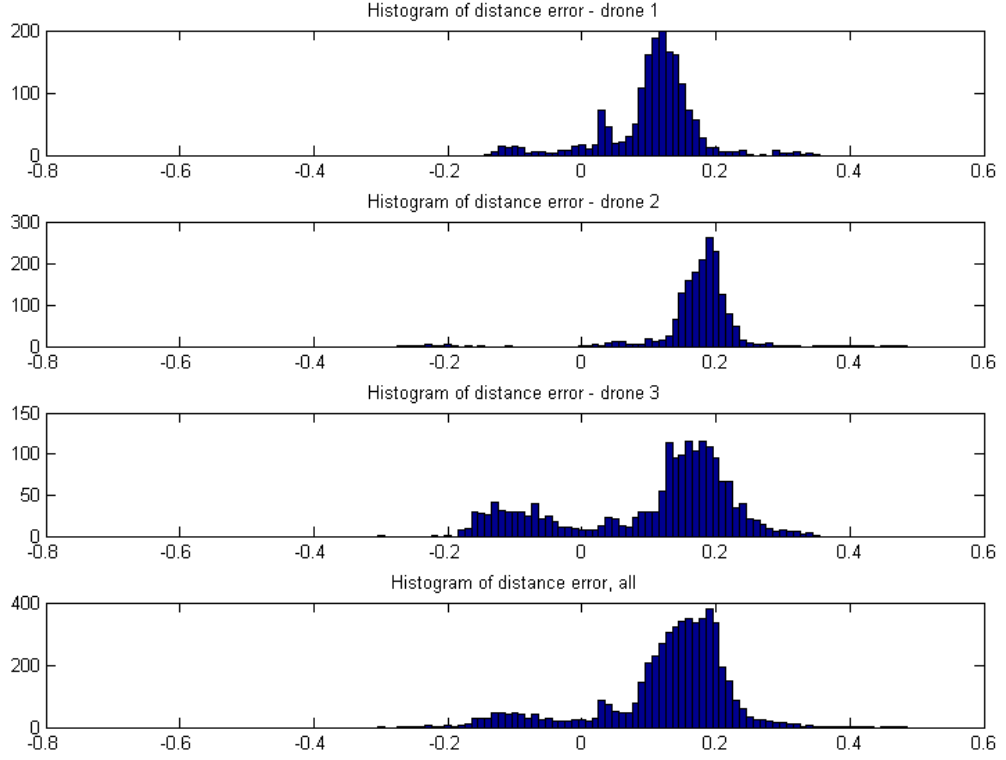 Histogram of distance error - drone 1
200
100
0
-0.8 -0.6 -0.4 -0.2 0 0.2 0.4 0.6
Histogram of distance error - drone 2
300
200
100
0
-0.8 -0.6 -0.4 -0.2 0 0.2 0.4 0.6
Histogram of distance error - drone 3
150
100
50
0
-0.8 -0.6 -0.4 -0.2 0 0.2 0.4 0.6
Histogram of distance error, all
400
200
0
-0.8 -0.6 -0.4 -0.2 0 0.2 0.4 0.6